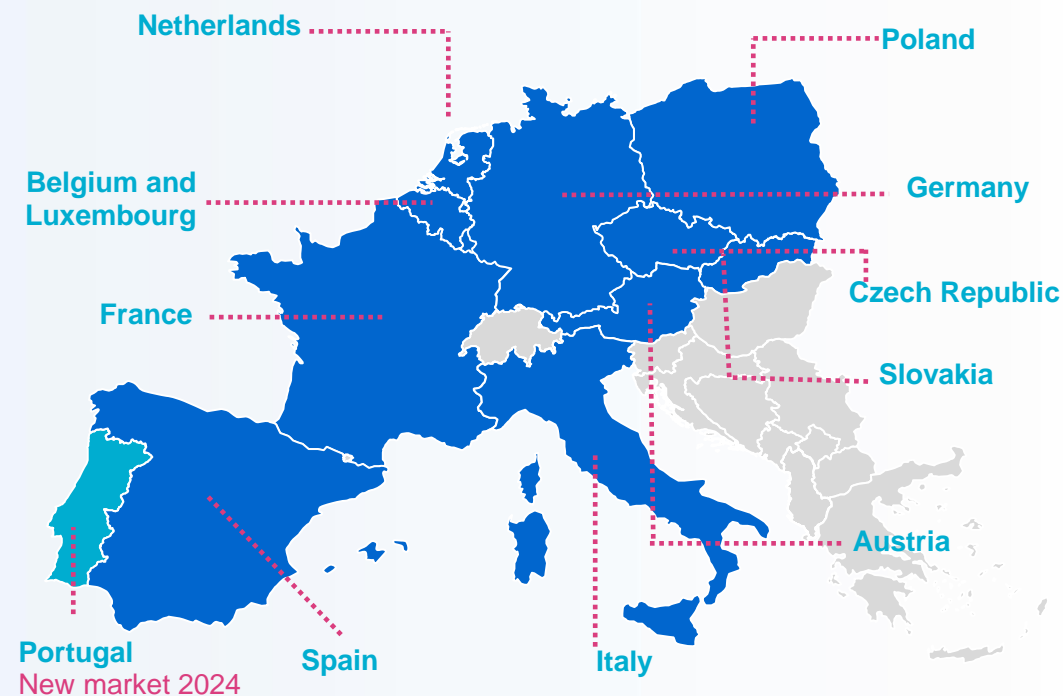 Netherlands
Poland
Belgium and
Luxembourg
Germany
Czech Republic
France
Slovakia
Austria
Portugal
New market 2024
Spain
Italy